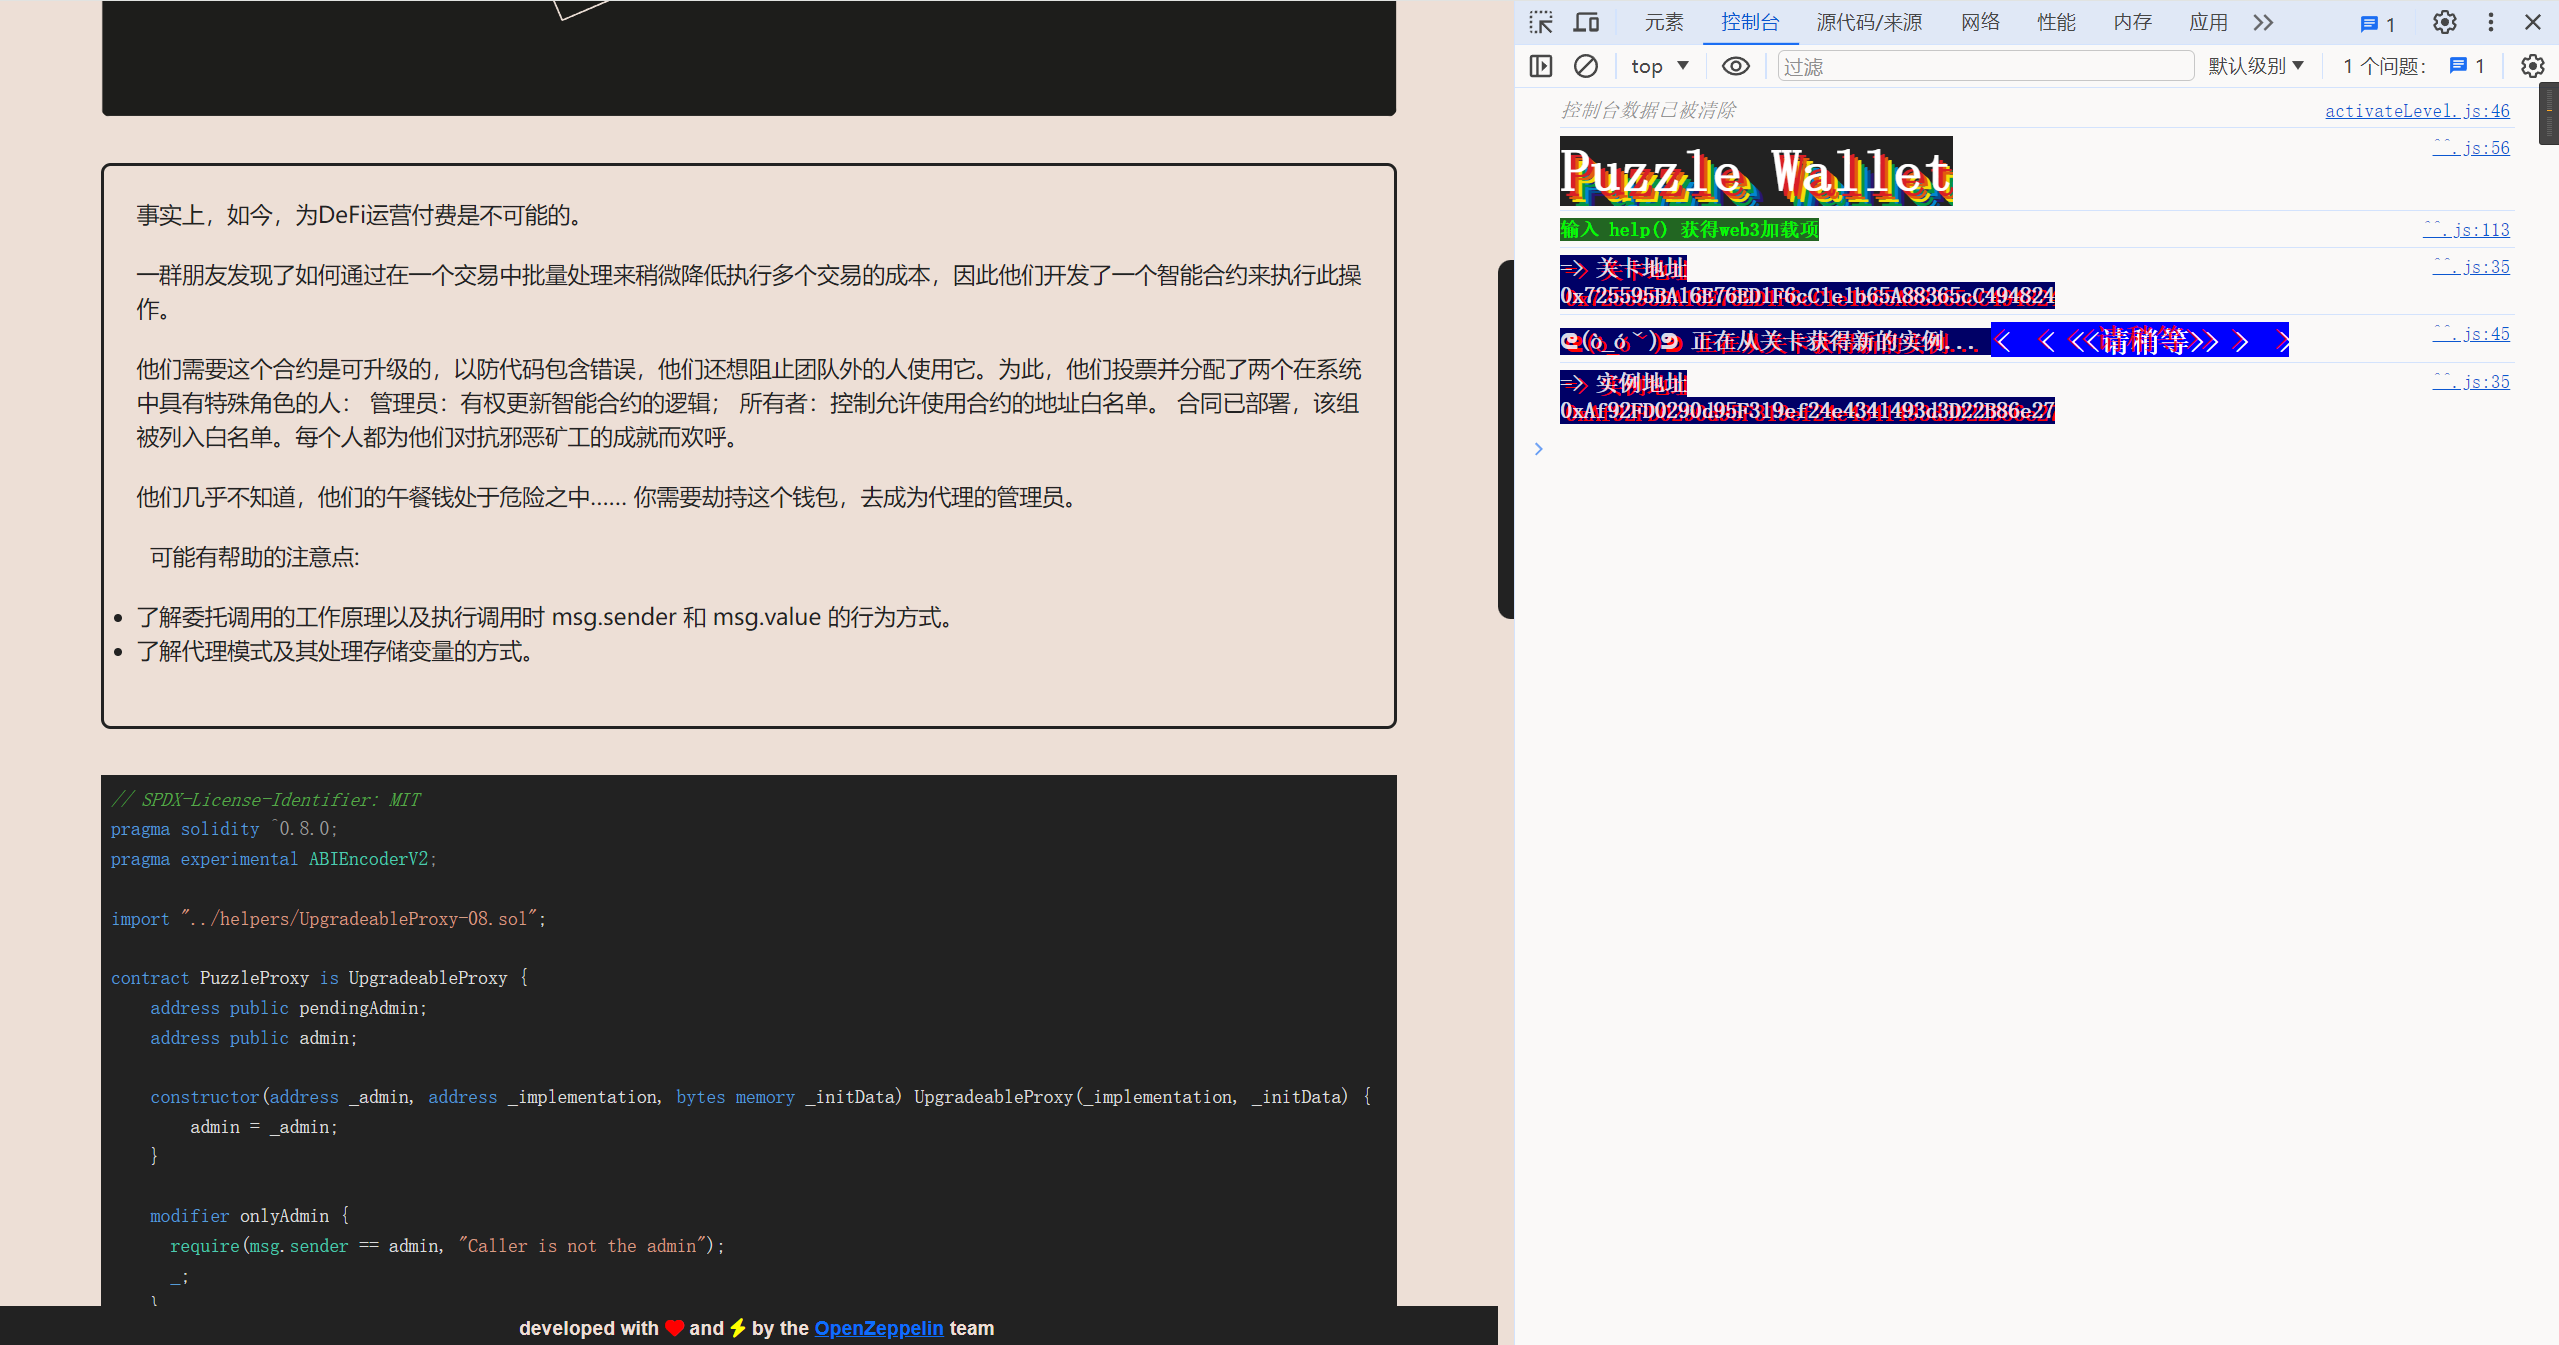 事实上，如今，为DeFi运营付费是不可能的。
一群朋友发现了如何通过在一个交易中批量处理来稍微降低执行多个交易的成本，因此他们开发了一个智能合约来执行此操
作。
他们需要这个合约是可升级的，以防代码包含错误，他们还想阻止团队外的人使用它。为此，他们投票并分配了两个在系统
中具有特殊角色的人： 管理员：有权更新智能合约的逻辑； 所有者：控制允许使用合约的地址白名单。 合同已部署，该组
被列入白名单。每个人都为他们对抗邪恶矿工的成就而欢呼。
他们几乎不知道，他们的午餐钱处于危险之中...... 你需要劫持这个钱包，去成为代理的管理员。
可能有帮助的注意点:
• 了解委托调用的工作原理以及执行调用时 msg.sender 和 msg.value 的行为方式。
• 了解代理模式及其处理存储变量的方式。
// SPDX-License-Identifier: MIT
pragma solidity ^0.8.0;
pragma experimental ABIEncoderV2;
import "../helpers/UpgradeableProxy-08.sol";
contract PuzzleProxy is UpgradeableProxy {
address public pendingAdmin;
address public admin;
constructor(address _admin, address _implementation, bytes memory _initData) UpgradeableProxy(_implementation, _initData) {
admin = _admin;
}
modifier onlyAdmin {
require(msg.sender == admin, "Caller is not the admin");
_;
}
developed with ❤ and ⚡ by the OpenZeppelin team
元素 控制台 源代码/来源 网络 性能 内存 应用 1
top 过滤 默认级别 1 个问题： 1
控制台数据已被清除 activateLevel.js:46
Puzzle Wallet ^^.js:56
输入 help() 获得web3加载项 ^^.js:113
=> 关卡地址 ^^.js:35
0x725595BA16E76ED1F6cC1e1b65A88365cC494824
(ò_óˇ) 正在从关卡获得新的实例... < < <<请稍等>> > > ^^.js:45
=> 实例地址 ^^.js:35
0xAf92FD0290d95F319ef24e4341493d3D22B86e27